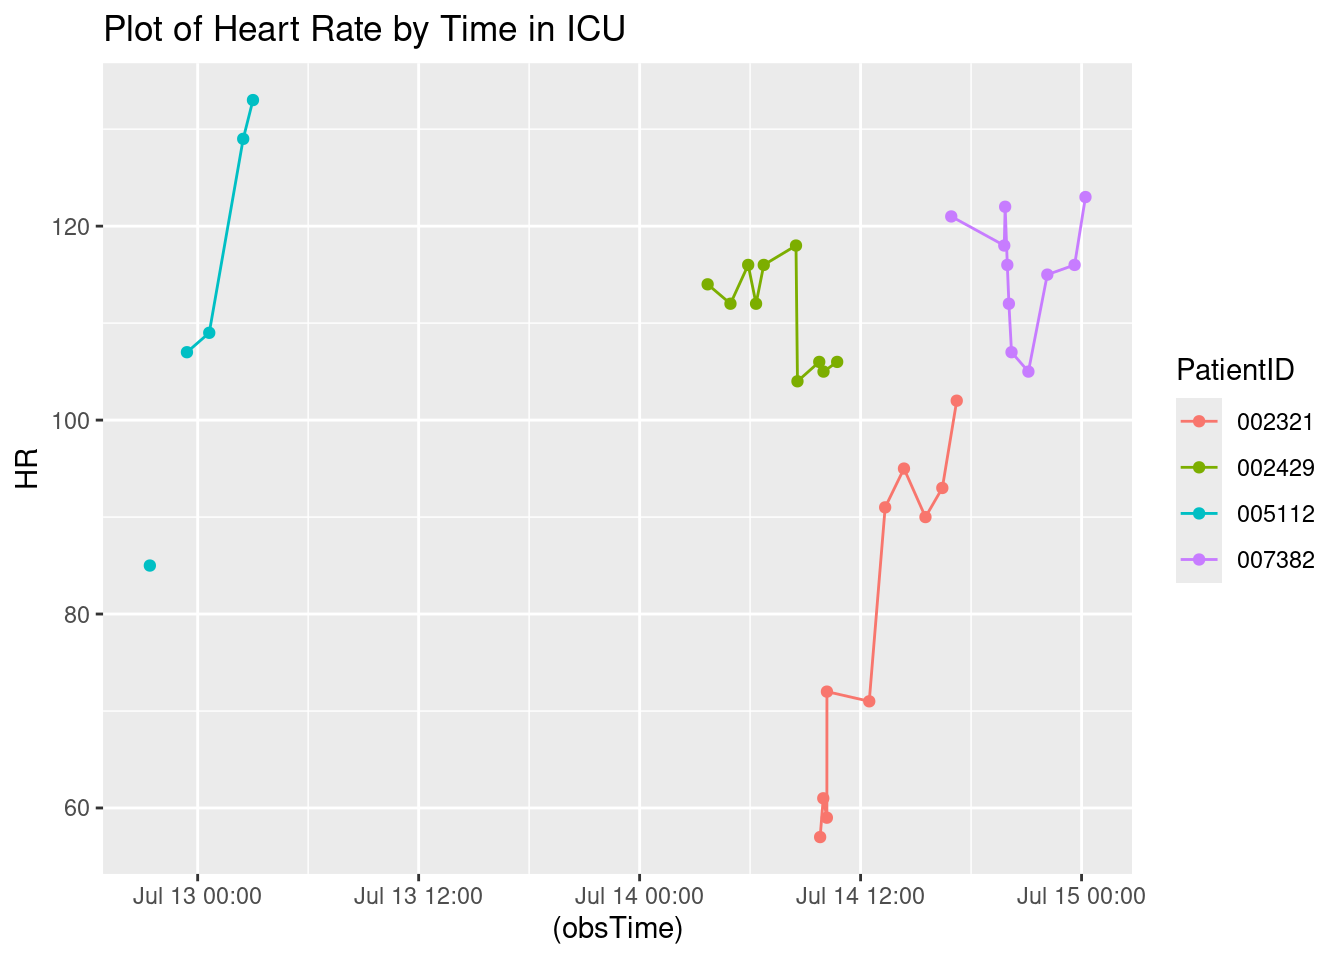 Plot of Heart Rate by Time in ICU
120
100
80
60
HR
Jul 13 00:00
Jul 13 12:00
Jul 14 00:00
Jul 14 12:00
Jul 15 00:00
(obsTime)
PatientID
002321
002429
005112
007382